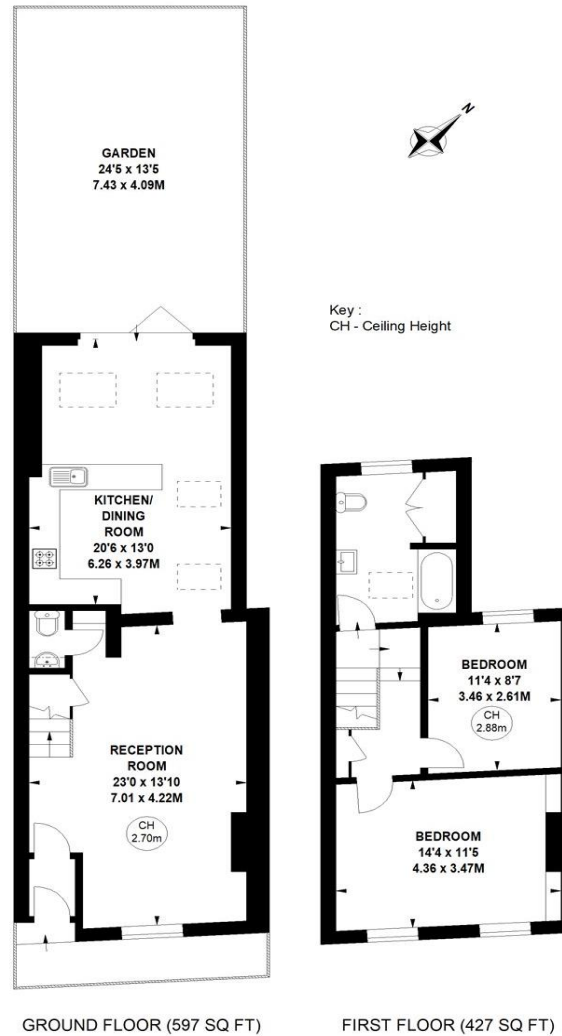 GARDEN
24'5 x 13'5
7.43 x 4.09M
N
Key :
CH - Ceiling Height
KITCHEN/
DINING
ROOM
20'6 x 13'0
6.26 x 3.97M
RECEPTION
ROOM
23'0 x 13'10
7.01 x 4.22M
CH
2.70m
BEDROOM
11'4 x 8'7
3.46 x 2.61M
CH
2.88m
BEDROOM
14'4 x 11'5
4.36 x 3.47M
GROUND FLOOR (597 SQ FT)
FIRST FLOOR (427 SQ FT)